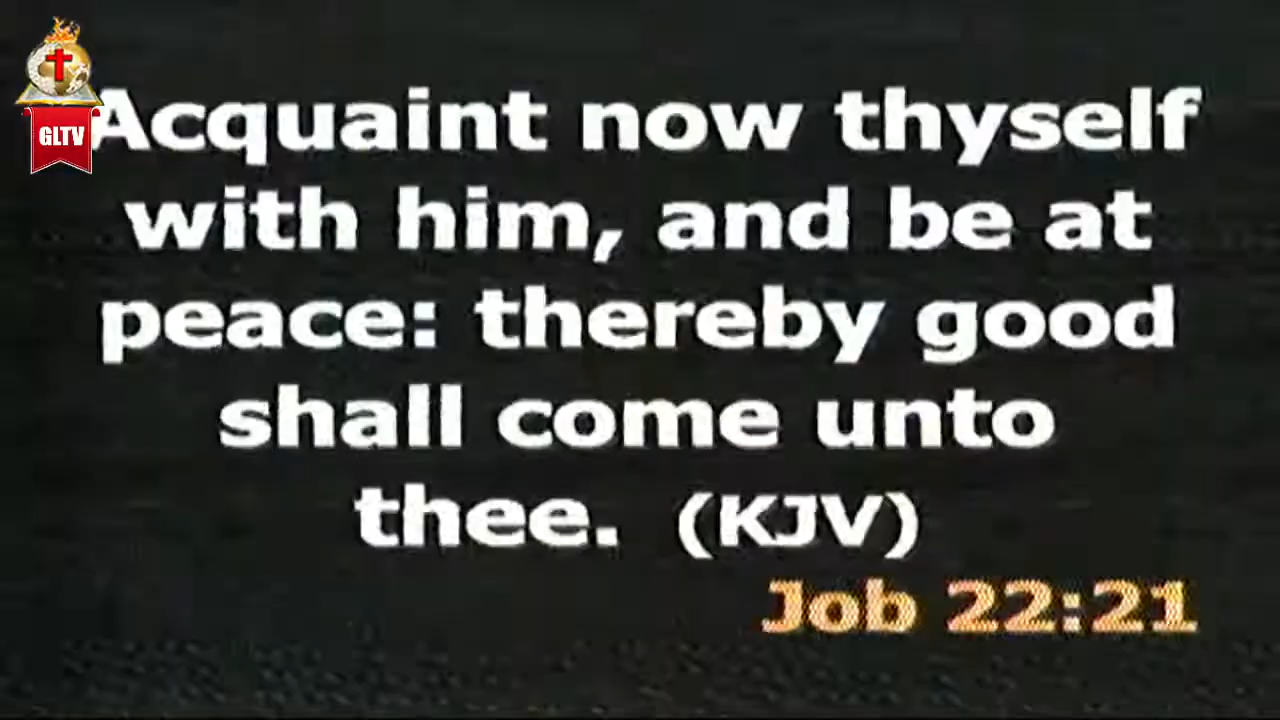 GLTV
Acquaint now thyself
with him, and be at
peace: thereby good
shall come unto
thee. (KJV)
Job 22:21